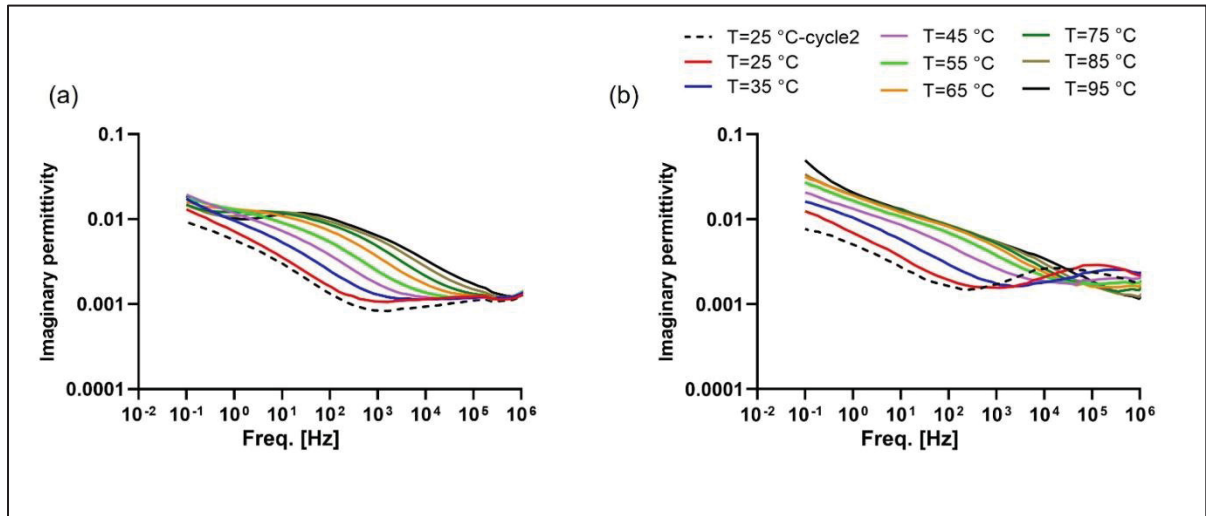 T=25 °C-cycle2 T=45 °C T=75 °C
T=25 °C T=55 °C T=85 °C
T=35 °C T=65 °C T=95 °C
(a) (b)
Imaginary permittivity
0.1
0.01
0.001
0.0001
10⁻² 10⁻¹ 10⁰ 10¹ 10² 10³ 10⁴ 10⁵ 10⁶
Freq. [Hz]
Imaginary permittivity
0.1
0.01
0.001
0.0001
10⁻² 10⁻¹ 10⁰ 10¹ 10² 10³ 10⁴ 10⁵ 10⁶
Freq. [Hz]